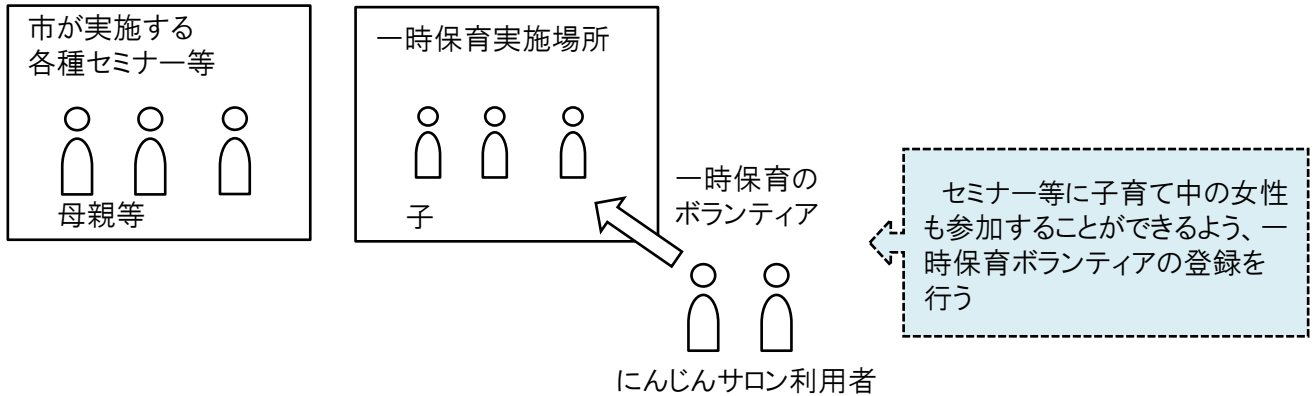 市が実施する
各種セミナー等
母親等
一時保育実施場所
子
一時保育の
ボランティア
にんじんサロン利用者
セミナー等に子育て中の女性
も参加することができるよう、一
時保育ボランティアの登録を
行う